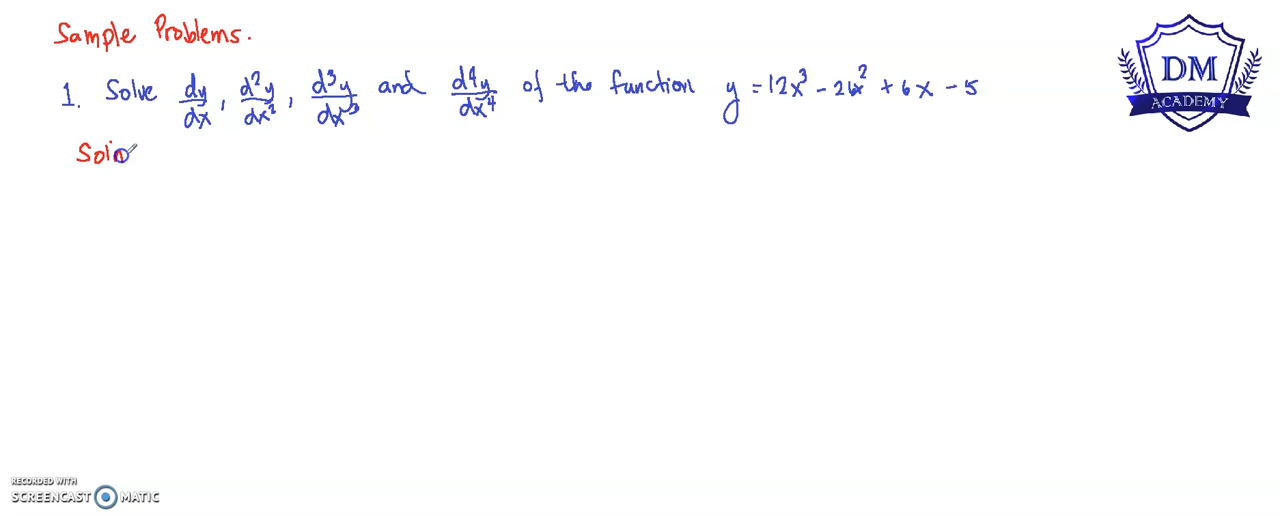 Sample Problems.
DM
ACADEMY
1. Solve dy/dx, d²y/dx², d³y/dx³ and d⁴y/dx⁴ of the function y = 12x³ - 26x² + 6x - 5
Soln
RECORDED WITH
SCREENCAST MATIC